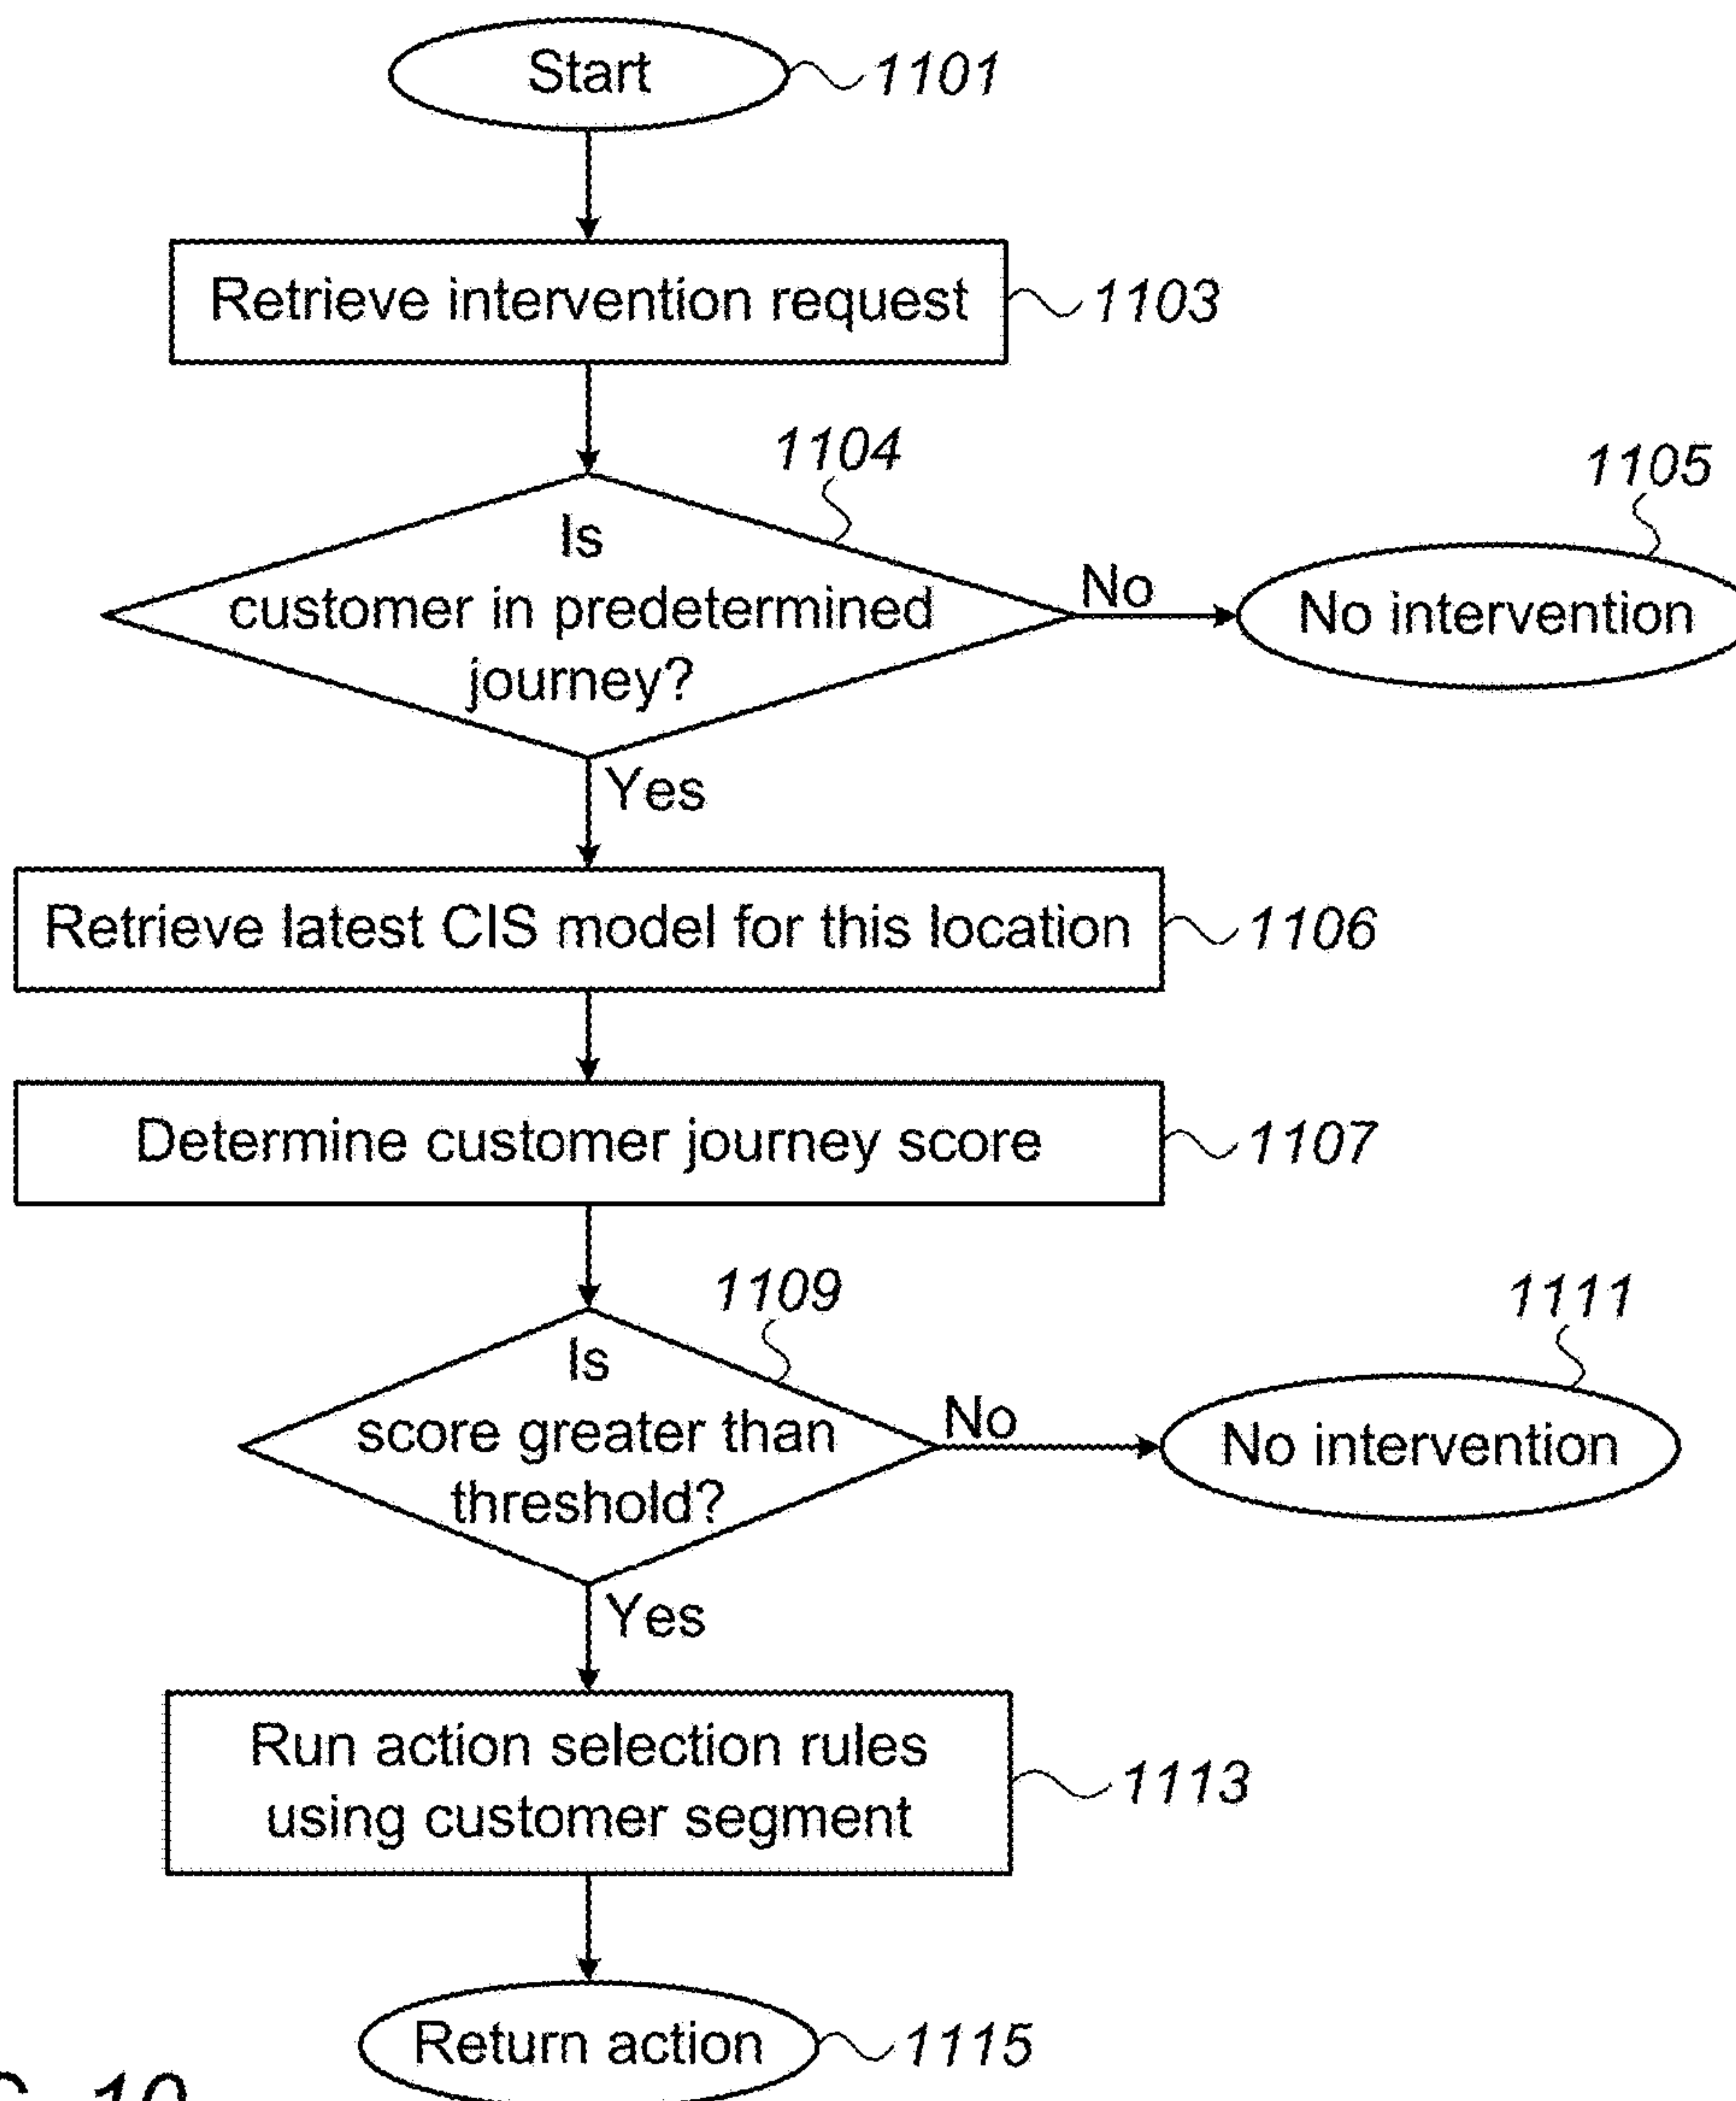 Start
1101
Retrieve intervention request
1103
1104
1105
Is
customer in predetermined
journey?
No
No intervention
Yes
Retrieve latest CIS model for this location
1106
Determine customer journey score
1107
1109
1111
Is
score greater than
threshold?
No
No intervention
Yes
Run action selection rules
using customer segment
1113
Return action
1115